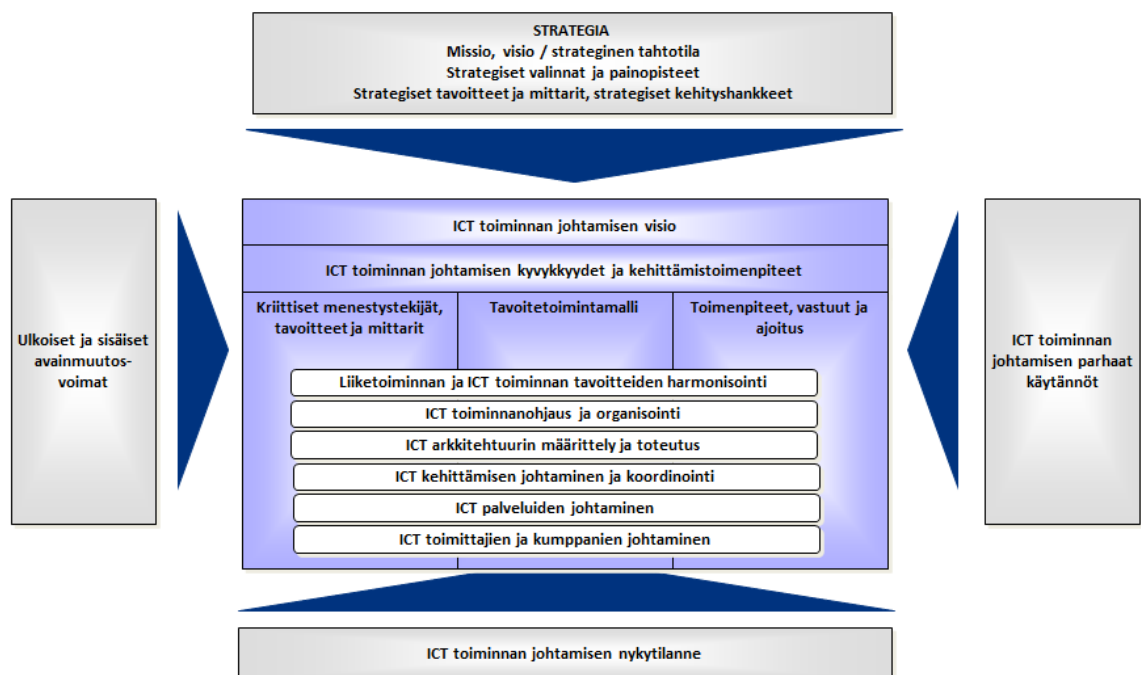 STRATEGIA
Missio, visio / strateginen tahtotila
Strategiset valinnat ja painopisteet
Strategiset tavoitteet ja mittarit, strategiset kehityshankkeet
ICT toiminnan johtamisen visio
ICT toiminnan johtamisen kyvykkyydet ja kehittämistoimenpiteet
Kriittiset menestystekijät,
tavoitteet ja mittarit
Tavoitetoimintamalli
Toimenpiteet, vastuut ja
ajoitus
Ulkoiset ja sisäiset
avainmuutos-
voimat
ICT toiminnan
johtamisen parhaat
käytännöt
Liiketoiminnan ja ICT toiminnan tavoitteiden harmonisointi
ICT toiminnanohjaus ja organisointi
ICT arkkitehtuurin määrittely ja toteutus
ICT kehittämisen johtaminen ja koordinointi
ICT palveluiden johtaminen
ICT toimittajien ja kumppanien johtaminen
ICT toiminnan johtamisen nykytilanne